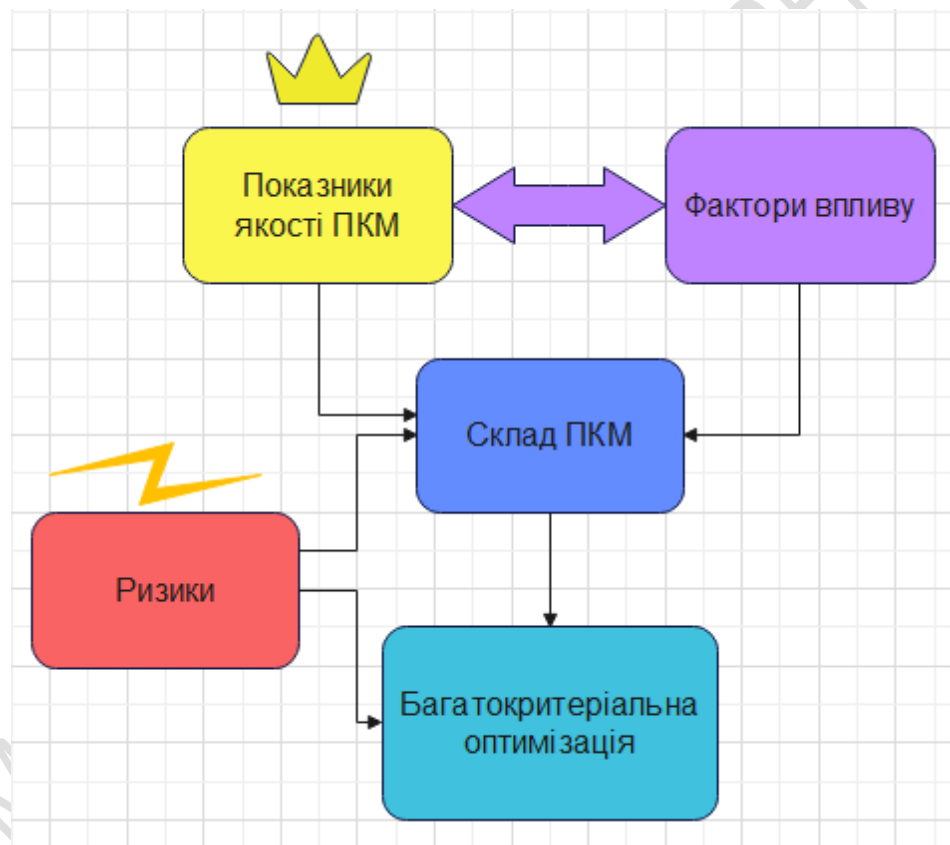 Показники
якості ПКМ
Фактори впливу
Склад ПКМ
Ризики
Багатокритеріальна
оптимізація